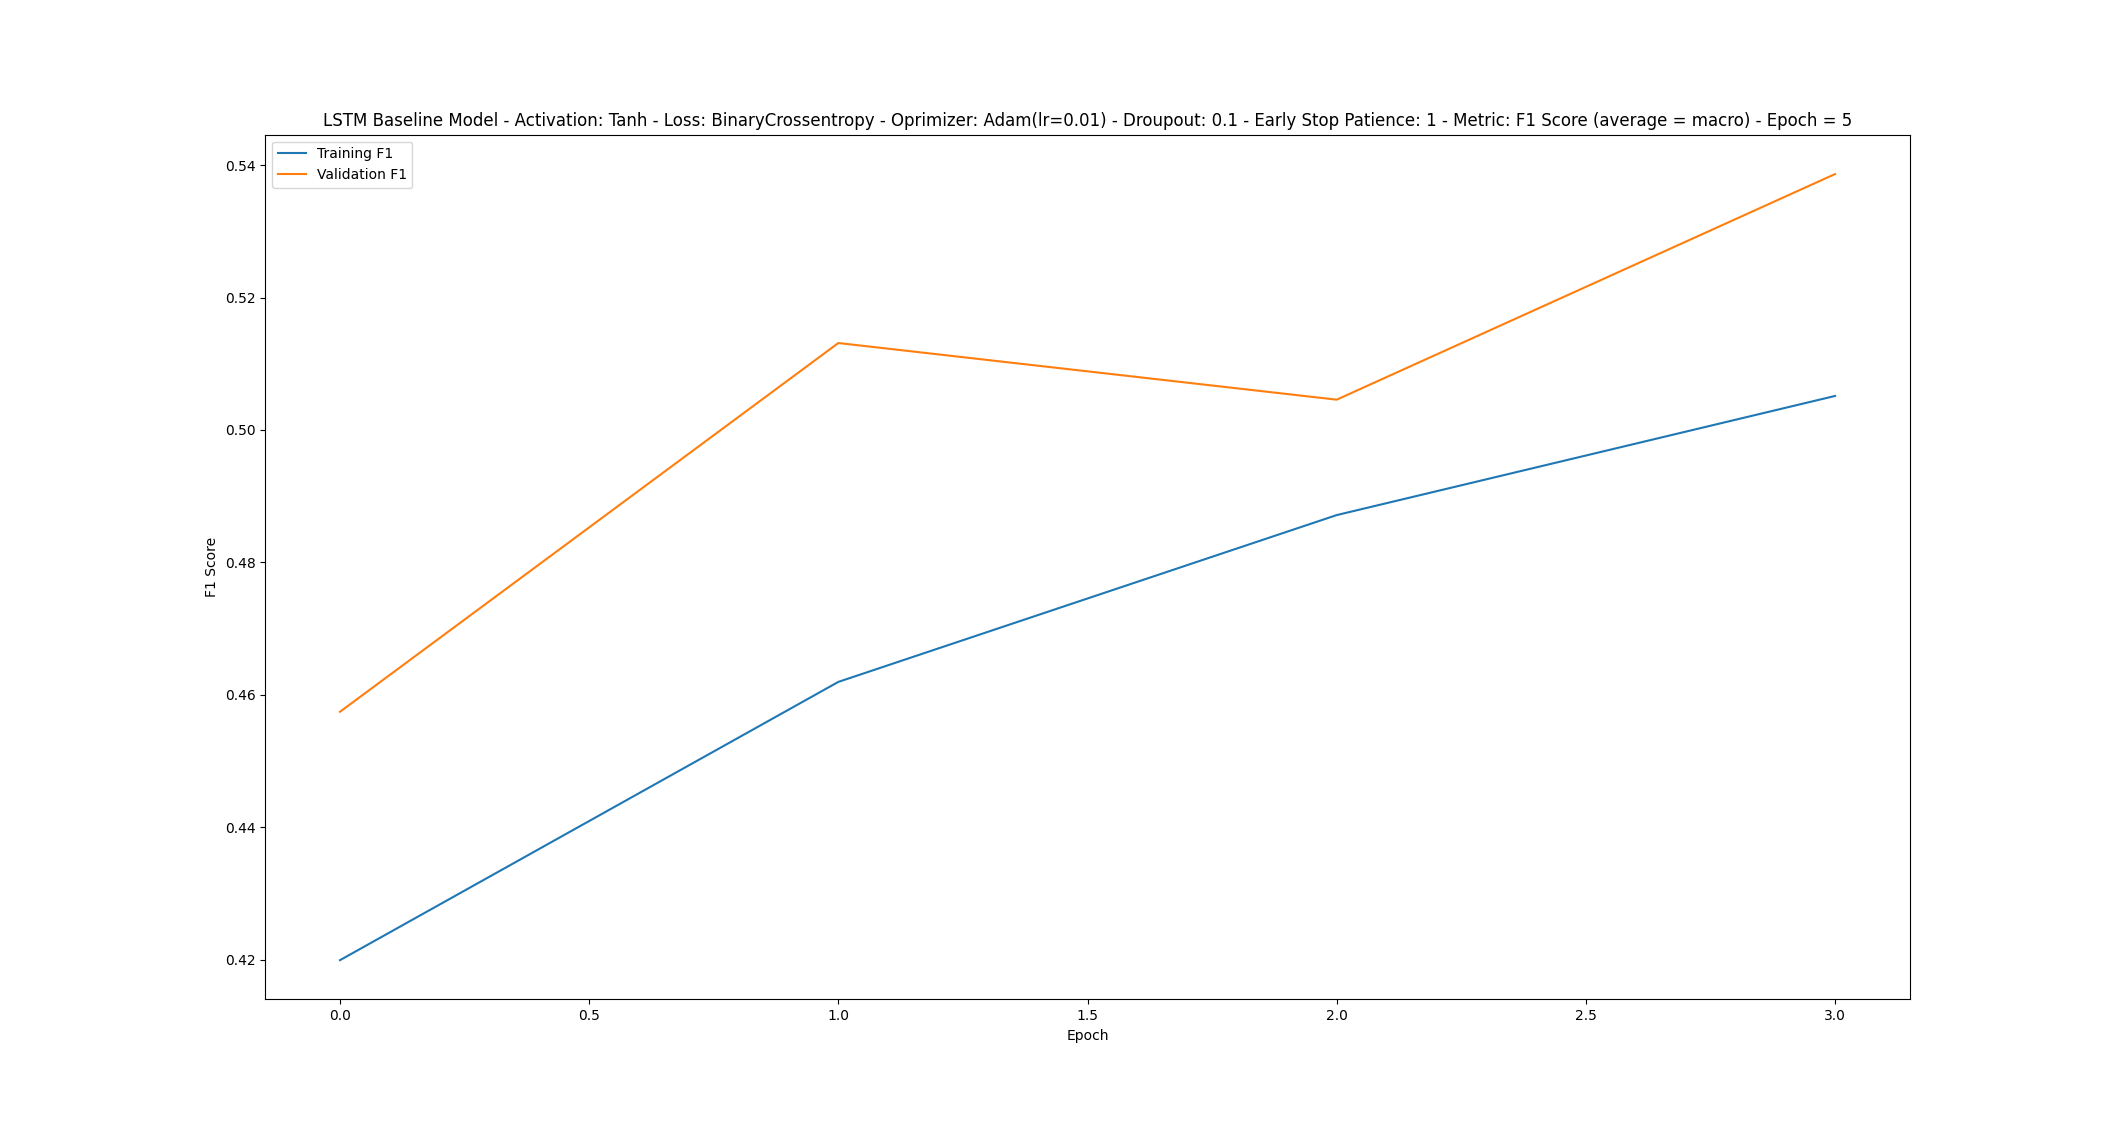 LSTM Baseline Model - Activation: Tanh - Loss: BinaryCrossentropy - Oprimizer: Adam(lr=0.01) - Droupout: 0.1 - Early Stop Patience: 1 - Metric: F1 Score (average = macro) - Epoch = 5
Training F1
Validation F1
0.54
0.52
0.50
0.48
0.46
0.44
0.42
F1 Score
0.0 0.5 1.0 1.5 2.0 2.5 3.0
Epoch